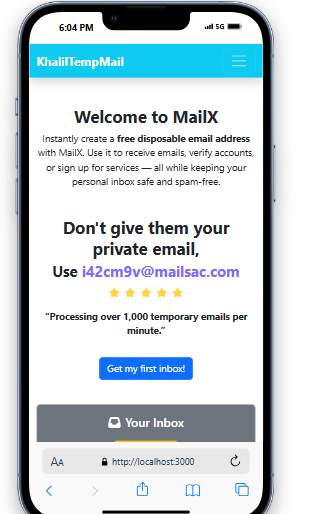 6:04 PM
5G
KhalilTempMail
Welcome to MailX
Instantly create a free disposable email address
with MailX. Use it to receive emails, verify accounts,
or sign up for services — all while keeping your
personal inbox safe and spam-free.
Don't give them your
private email,
Use i42cm9v@mailsac.com
“Processing over 1,000 temporary emails per
minute.”
Get my first inbox!
Your Inbox
AA
http://localhost:3000